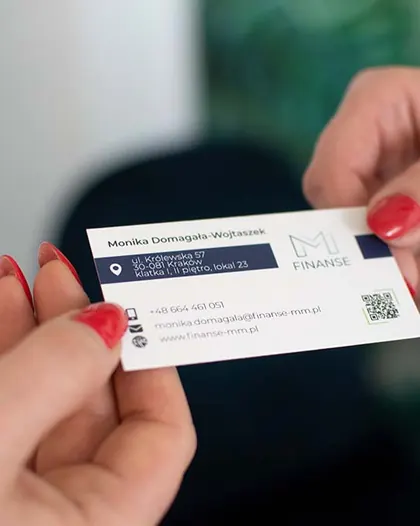 Monika Domagała-Wojtaszek
ul. Królewska 57
30-081 Kraków
klatka I, II piętro, lokal 23
M
FINANSE
+48 664 461 051
monika.domagala@finanse-mm.pl
www.finanse-mm.pl